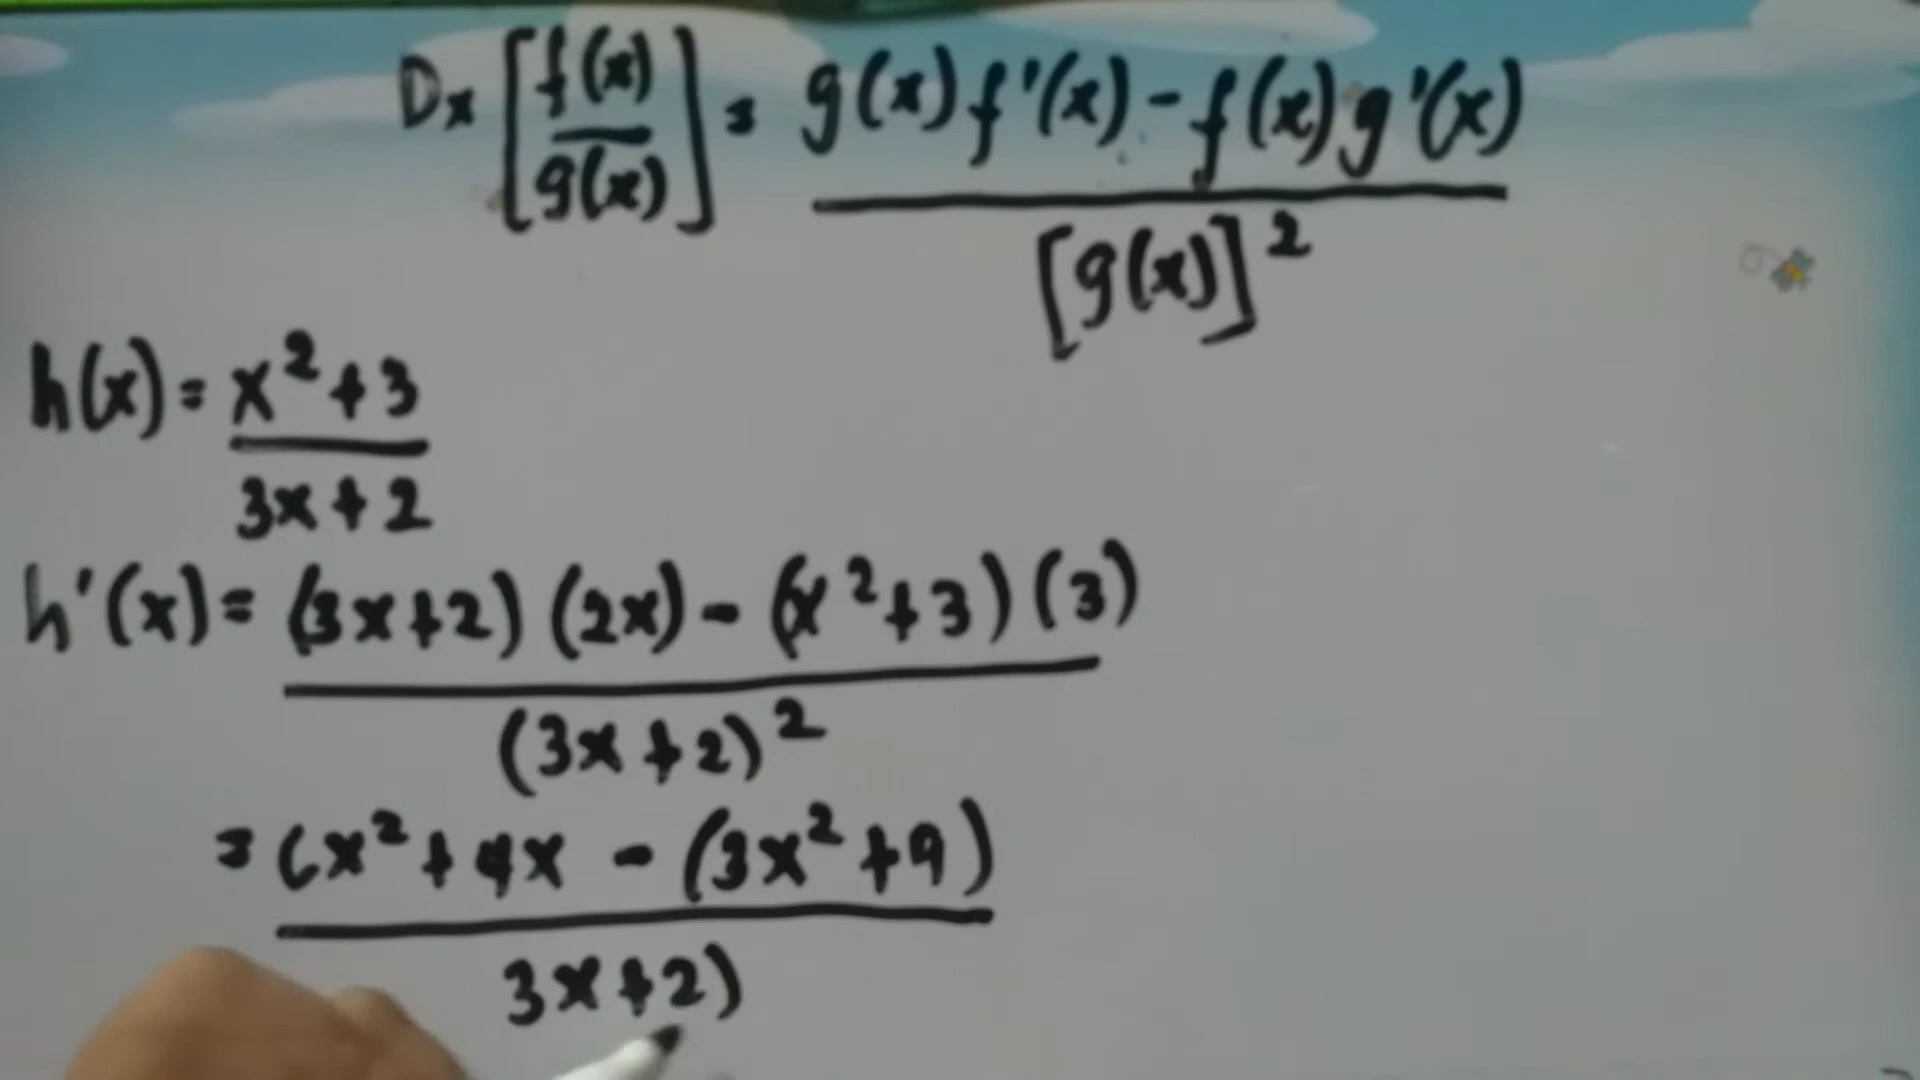 Dx [f(x)/g(x)] = g(x)f'(x) - f(x)g'(x) / [g(x)]²
h(x) = x² + 3 / 3x + 2
h'(x) = (3x+2)(2x) - (x²+3)(3) / (3x+2)²
= 6x² + 4x - (3x² + 9) / 3x+2)